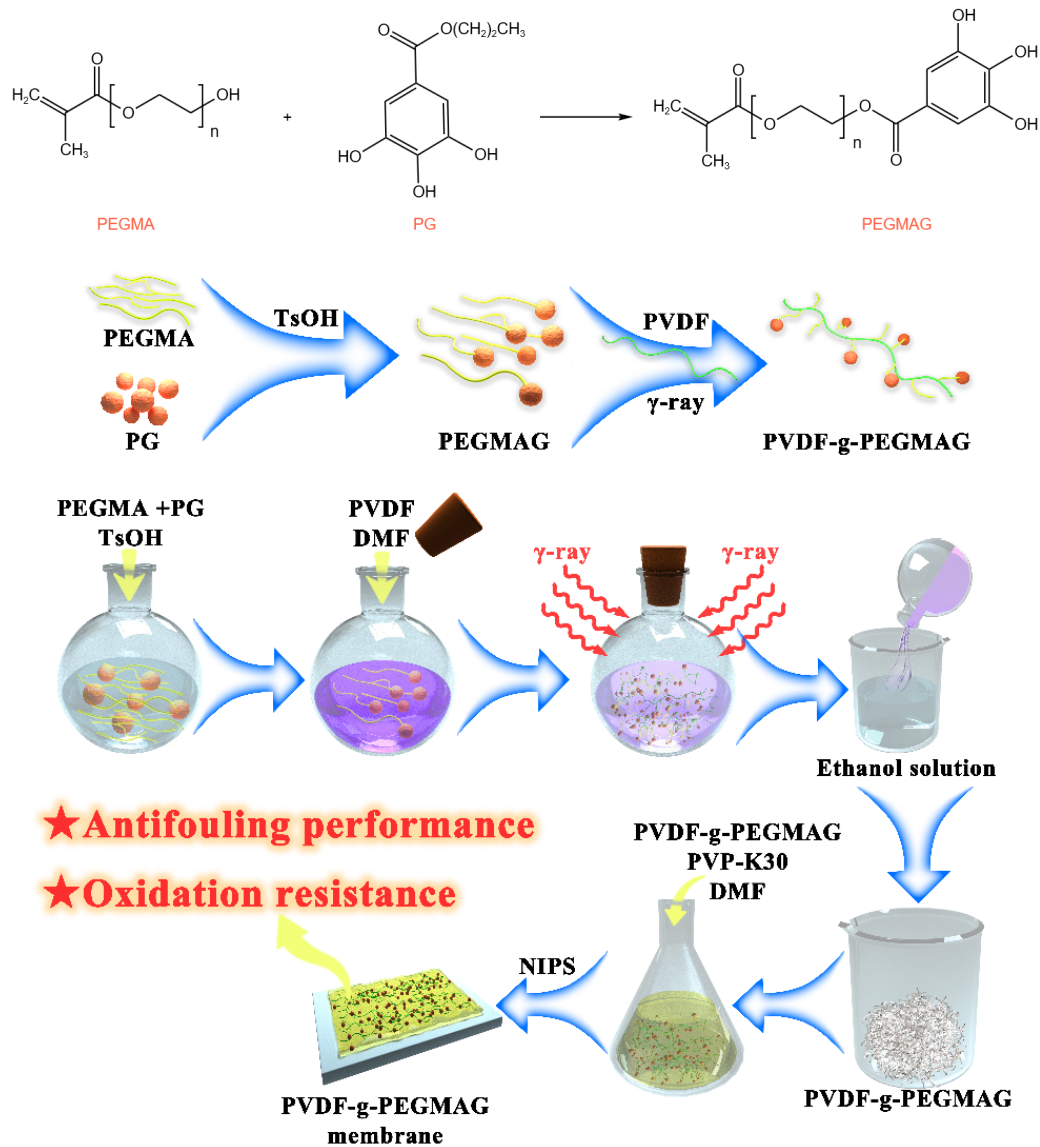 O
O(CH₂)₂CH₃
H₂C
O
O
OH
n
CH₃
+
HO
OH
OH
H₂C
O
O
O
n
CH₃
O
OH
OH
OH
PEGMA
PG
PEGMAG
TsOH
PVDF
PEGMA
γ-ray
PG
PEGMAG
PVDF-g-PEGMAG
PEGMA +PG
TsOH
PVDF
DMF
γ-ray
γ-ray
Ethanol solution
★Antifouling performance
★Oxidation resistance
PVDF-g-PEGMAG
PVP-K30
DMF
NIPS
PVDF-g-PEGMAG
membrane
PVDF-g-PEGMAG